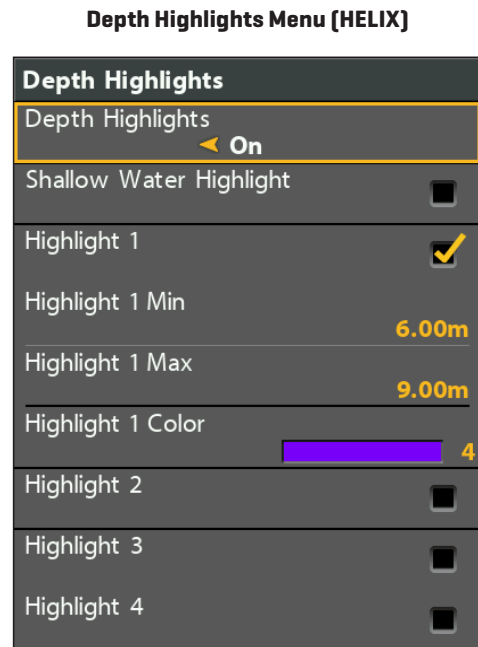 Depth Highlights Menu (HELIX)
Depth Highlights
Depth Highlights
On
Shallow Water Highlight
Highlight 1
Highlight 1 Min
6.00m
Highlight 1 Max
9.00m
Highlight 1 Color
4
Highlight 2
Highlight 3
Highlight 4